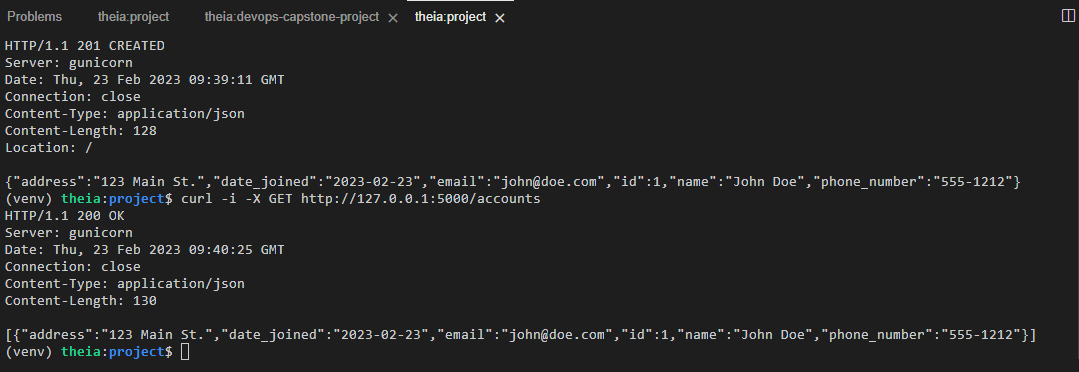 Problems theia:project theia:devops-capstone-project theia:project
HTTP/1.1 201 CREATED
Server: gunicorn
Date: Thu, 23 Feb 2023 09:39:11 GMT
Connection: close
Content-Type: application/json
Content-Length: 128
Location: /
{"address":"123 Main St.","date_joined":"2023-02-23","email":"john@doe.com","id":1,"name":"John Doe","phone_number":"555-1212"}
(venv) theia:project$ curl -i -X GET http://127.0.0.1:5000/accounts
HTTP/1.1 200 OK
Server: gunicorn
Date: Thu, 23 Feb 2023 09:40:25 GMT
Connection: close
Content-Type: application/json
Content-Length: 130
[{"address":"123 Main St.","date_joined":"2023-02-23","email":"john@doe.com","id":1,"name":"John Doe","phone_number":"555-1212"}]
(venv) theia:project$